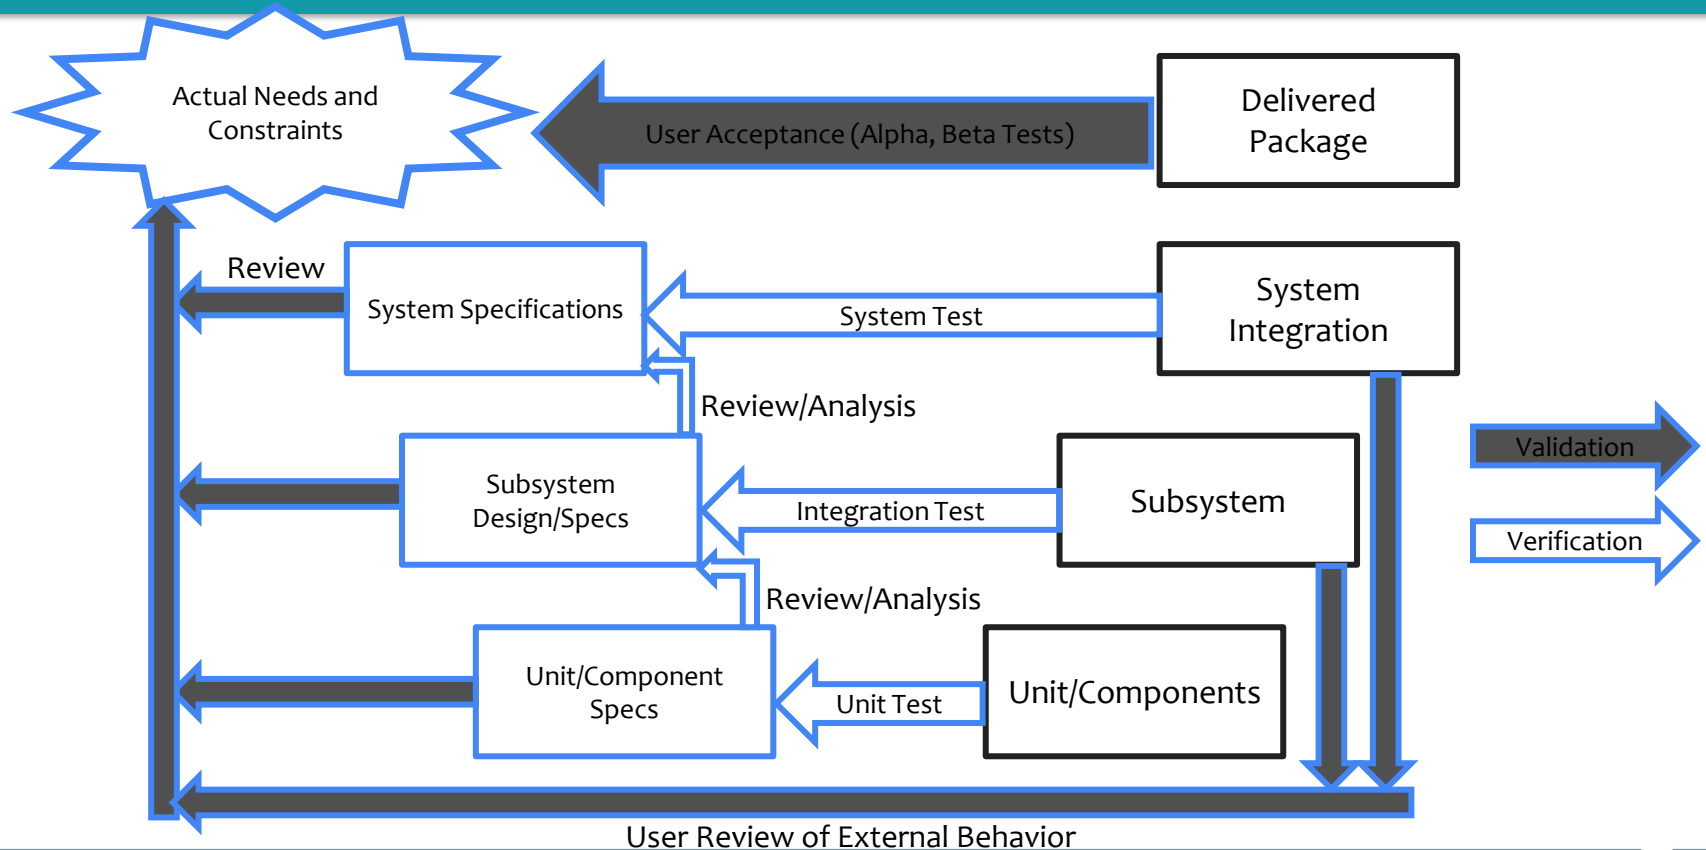 Actual Needs and
Constraints
User Acceptance (Alpha, Beta Tests)
Delivered
Package
Review
System Specifications
System Test
System
Integration
Review/Analysis
Subsystem
Design/Specs
Integration Test
Subsystem
Validation
Verification
Review/Analysis
Unit/Component
Specs
Unit Test
Unit/Components
User Review of External Behavior